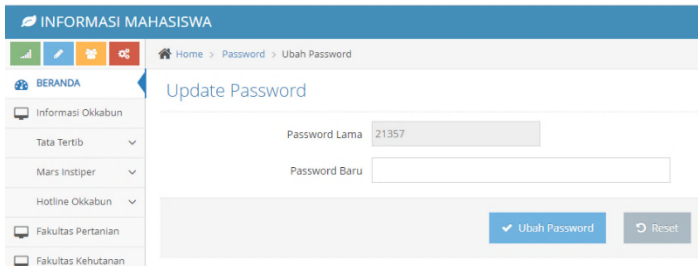 INFORMASI MAHASISWA
Home > Password > Ubah Password
BERANDA
Update Password
Informasi Okkabun
Password Lama 21357
Tata Tertib
Mars Instiper
Password Baru
Hotline Okkabun
Ubah Password
Reset
Fakultas Pertanian
Fakultas Kehutanan